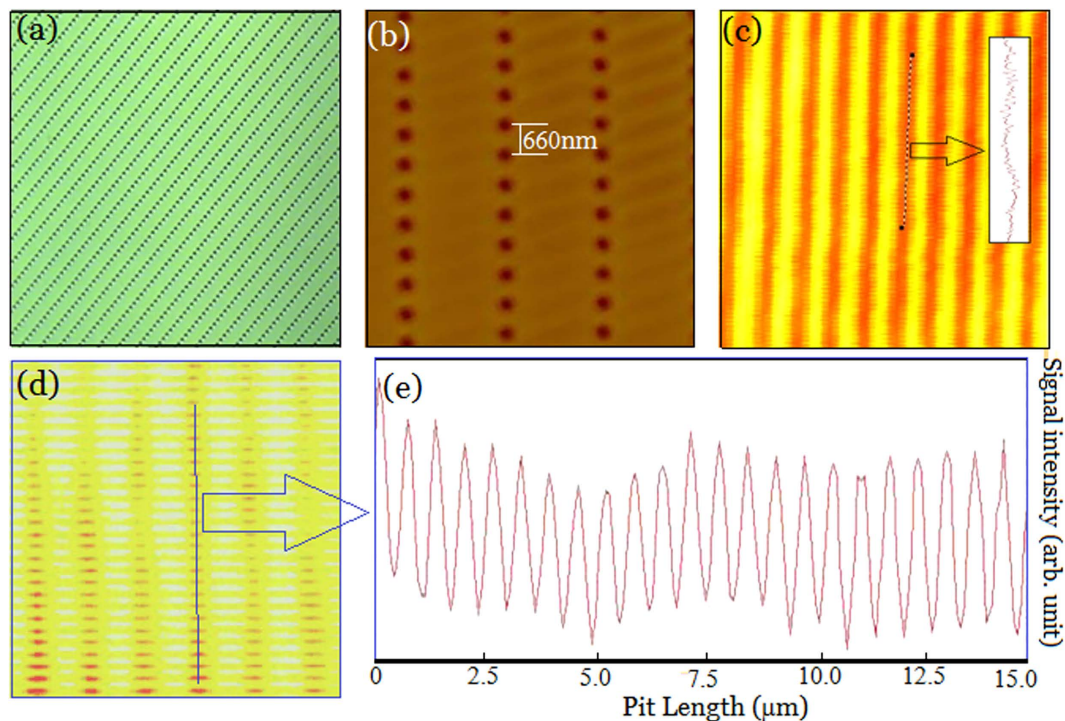 (a)
(b)
660nm
(c)
(d)
(e)
Signal intensity (arb. unit)
0 2.5 5.0 7.5 10.0 12.5 15.0
Pit Length (μm)